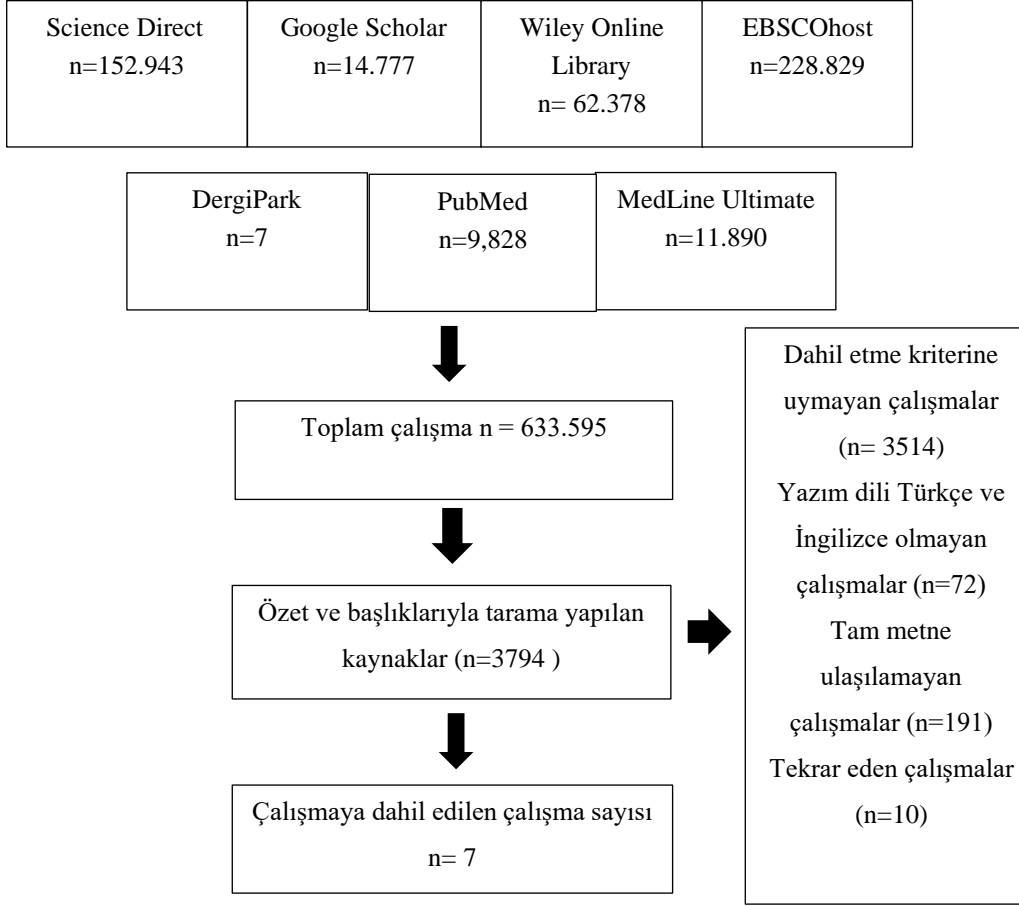 Science Direct
n=152.943
Google Scholar
n=14.777
Wiley Online
Library
n= 62.378
EBSCOhost
n=228.829
DergiPark
n=7
PubMed
n=9,828
MedLine Ultimate
n=11.890
Toplam çalışma n = 633.595
Özet ve başlıklarıyla tarama yapılan
kaynaklar (n=3794 )
Dahil etme kriterine
uymayan çalışmalar
(n= 3514)
Yazım dili Türkçe ve
İngilizce olmayan
çalışmalar (n=72)
Tam metne
ulaşılamayan
çalışmalar (n=191)
Tekrar eden çalışmalar
(n=10)
Çalışmaya dahil edilen çalışma sayısı
n= 7